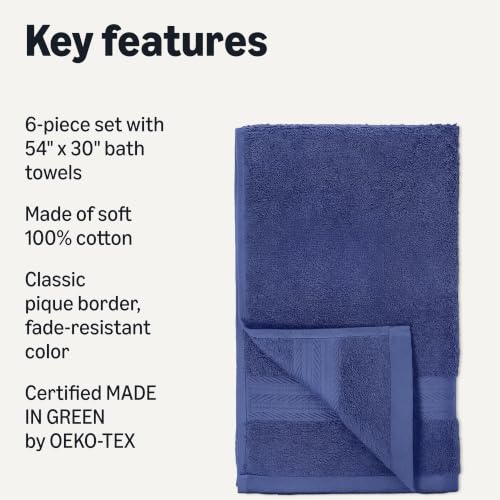 Key features
6-piece set with
54" x 30" bath
towels
Made of soft
100% cotton
Classic
pique border,
fade-resistant
color
Certified MADE
IN GREEN
by OEKO-TEX